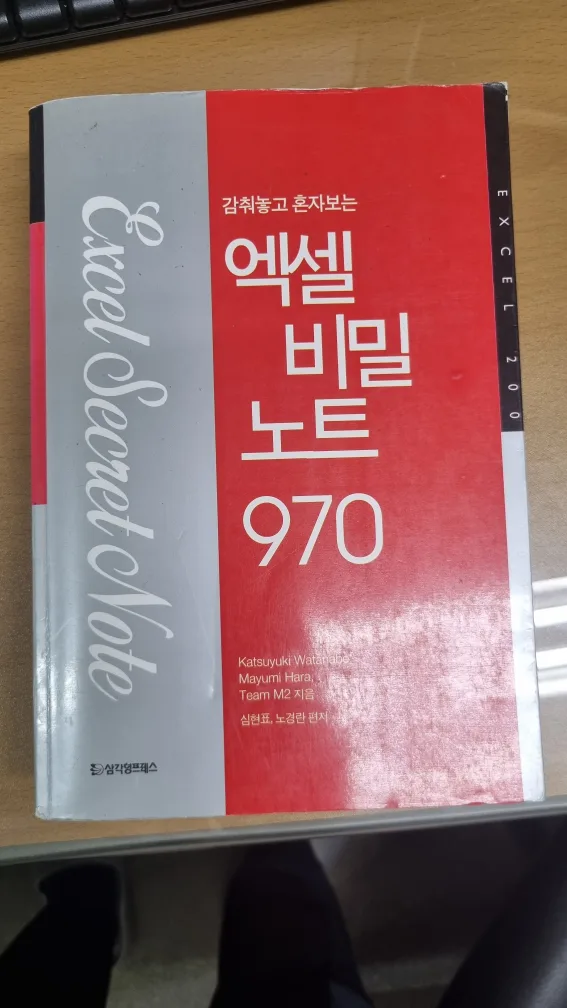 Excel Secret Note
감춰놓고 혼자보는
엑셀
비밀
노트
970
Katsuyuki Watanabe
Mayumi Hara,
Team M2 지음
심현표, 노경란 편저
삼각형프레스
EXCEL 200